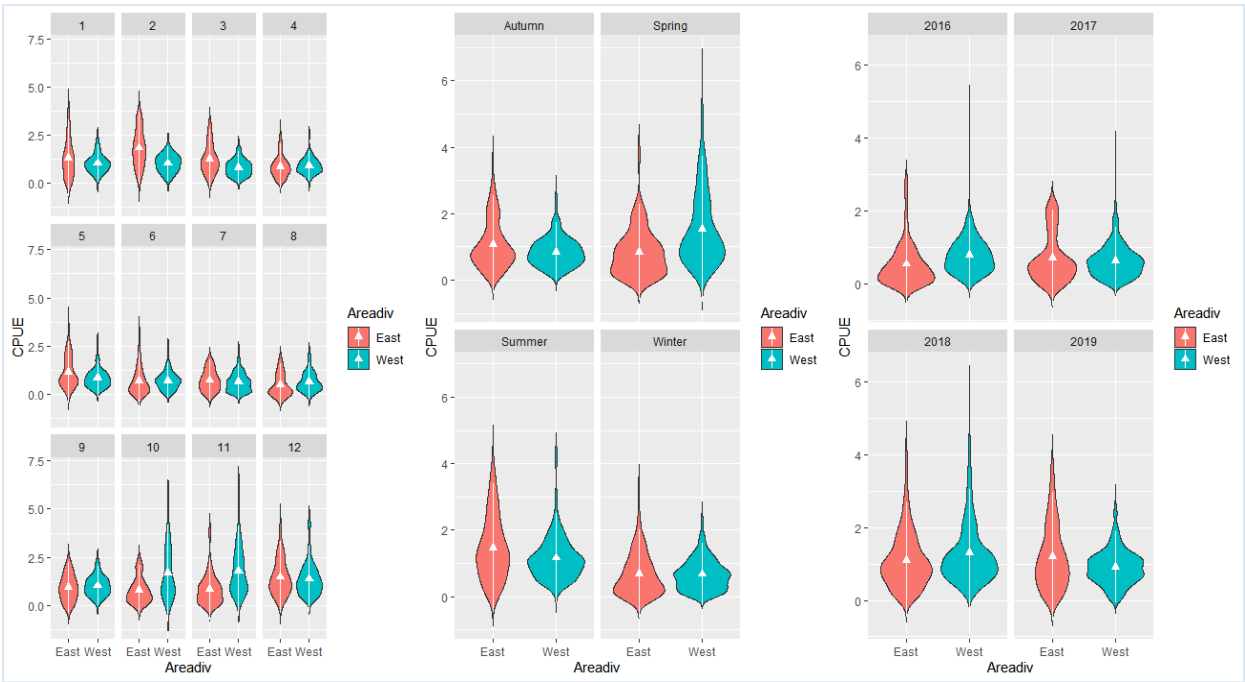 1 2 3 4
7.5
5.0
2.5
0.0
5 6 7 8
7.5
5.0
2.5
0.0
9 10 11 12
7.5
5.0
2.5
0.0
CPUE
East West East West East West East West
Areadiv
Areadiv
East
West
Autumn Spring
6
4
2
0
Summer Winter
6
4
2
0
CPUE
East West East West
Areadiv
Areadiv
East
West
2016 2017
6
4
2
0
2018 2019
6
4
2
0
CPUE
East West East West
Areadiv
Areadiv
East
West